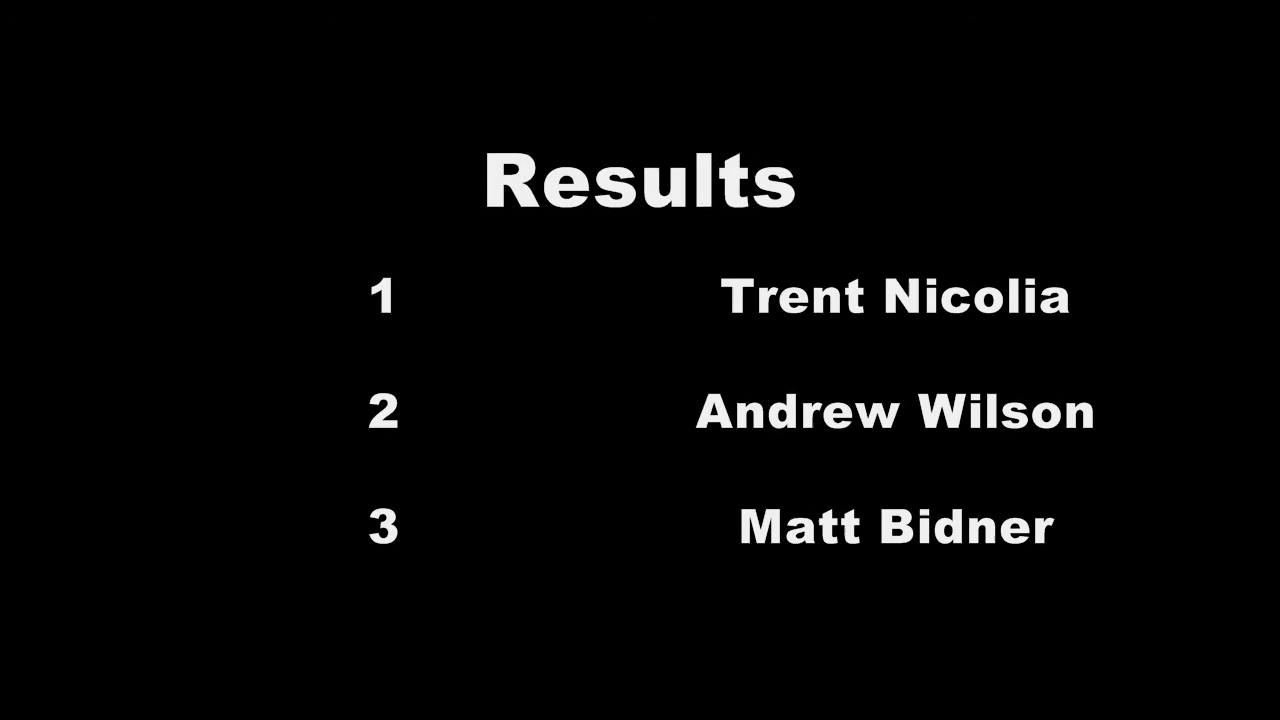 Results
1 Trent Nicolia
2 Andrew Wilson
3 Matt Bidner